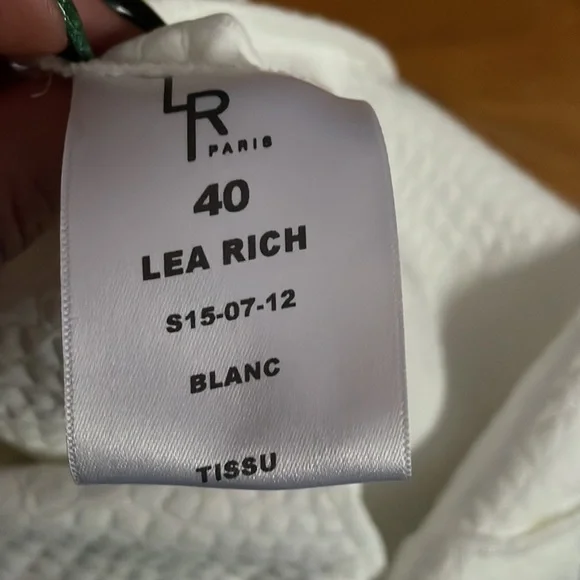 LR
PARIS
40
LEA RICH
S15-07-12
BLANC
TISSU